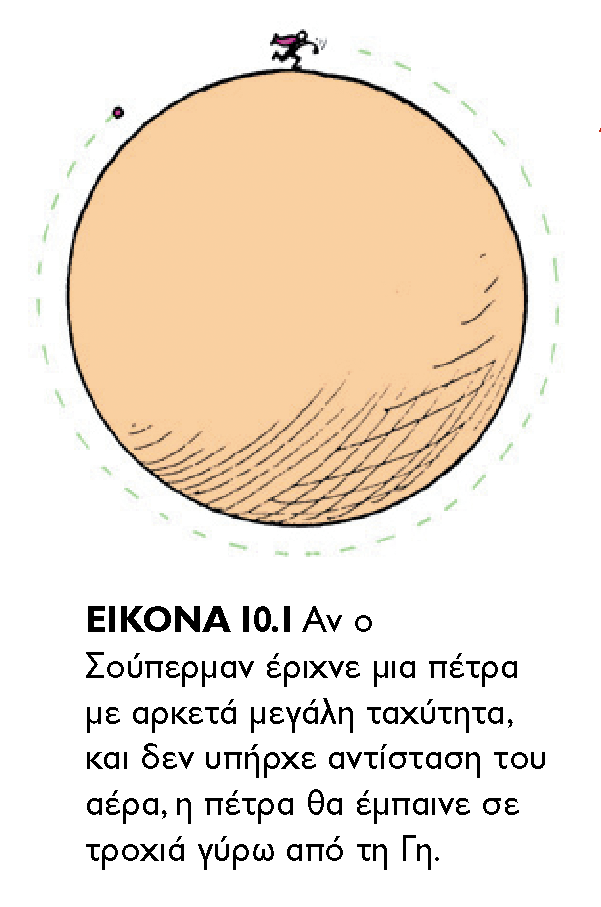 ΕΙΚΟΝΑ 10.1 Αν ο
Σούπερμαν έριχνε μια πέτρα
με αρκετά μεγάλη ταχύτητα,
και δεν υπήρχε αντίσταση του
αέρα, η πέτρα θα έμπαινε σε
τροχιά γύρω από τη Γη.